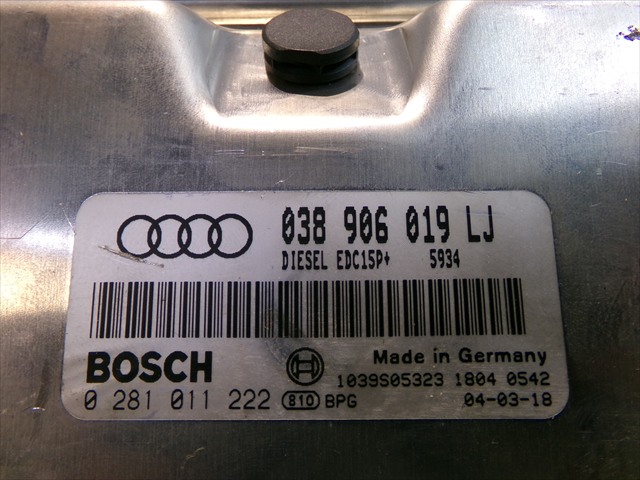 038 906 019 LJ
DIESEL EDC15P+ 5934
BOSCH
Made in Germany
1039S05323 1804 0542
0 281 011 222 810 BPG 04-03-18